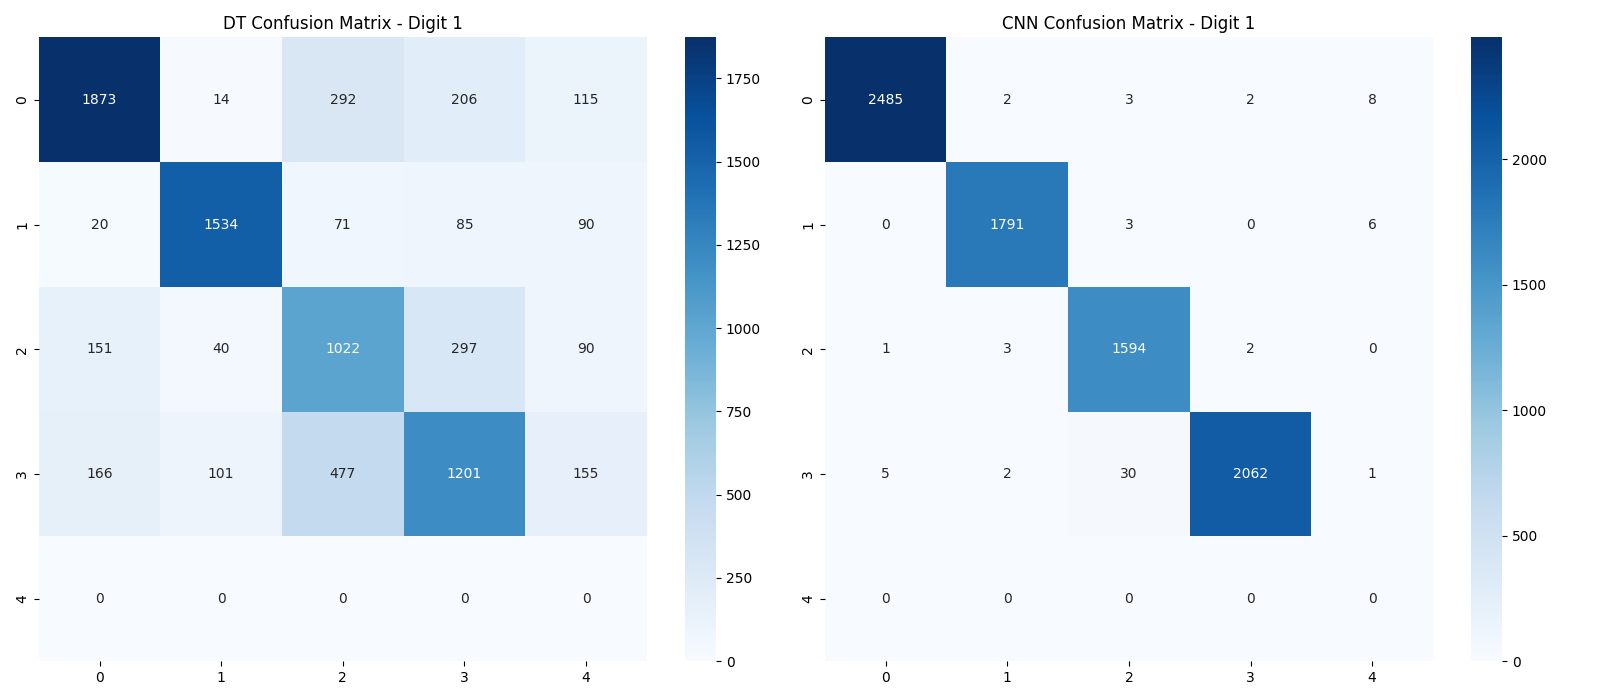 DT Confusion Matrix - Digit 1
0 1873 14 292 206 115
1 20 1534 71 85 90
2 151 40 1022 297 90
3 166 101 477 1201 155
4 0 0 0 0 0
0 1 2 3 4
1750
1500
1250
1000
750
500
250
0
CNN Confusion Matrix - Digit 1
0 2485 2 3 2 8
1 0 1791 3 0 6
2 1 3 1594 2 0
3 5 2 30 2062 1
4 0 0 0 0 0
0 1 2 3 4
2000
1500
1000
500
0